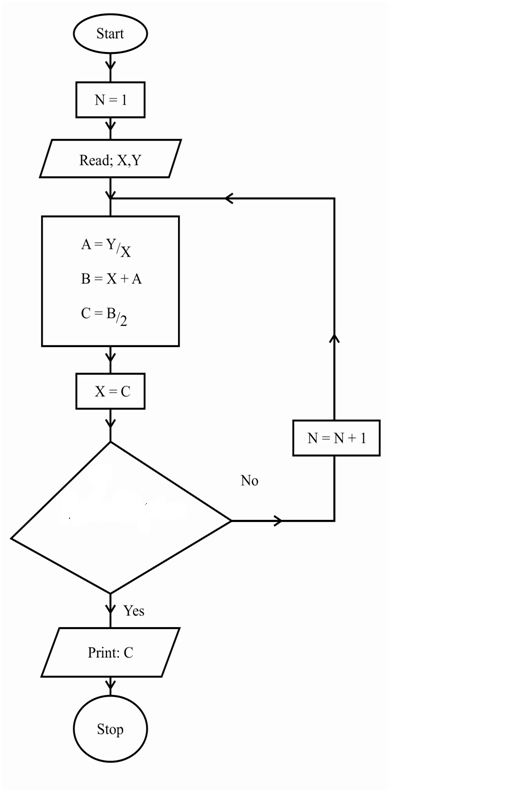 Start
N = 1
Read; X,Y
A = Y/X
B = X + A
C = B/2
X = C
N = N + 1
No
Yes
Print: C
Stop